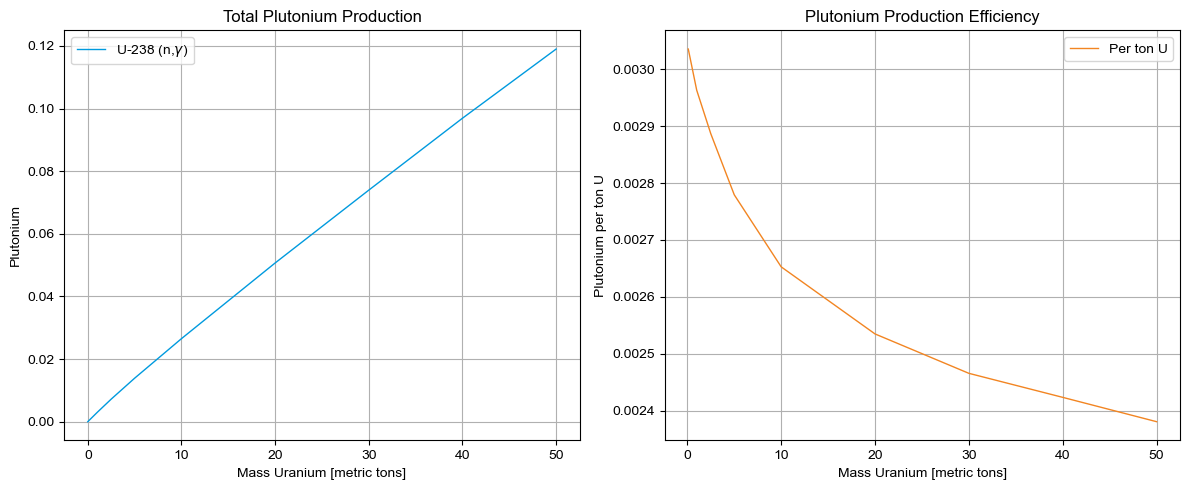 Total Plutonium Production
U-238 (n,γ)
0.12
0.10
0.08
0.06
0.04
0.02
0.00
Plutonium
0 10 20 30 40 50
Mass Uranium [metric tons]
Plutonium Production Efficiency
Per ton U
0.0030
0.0029
0.0028
0.0027
0.0026
0.0025
0.0024
Plutonium per ton U
0 10 20 30 40 50
Mass Uranium [metric tons]